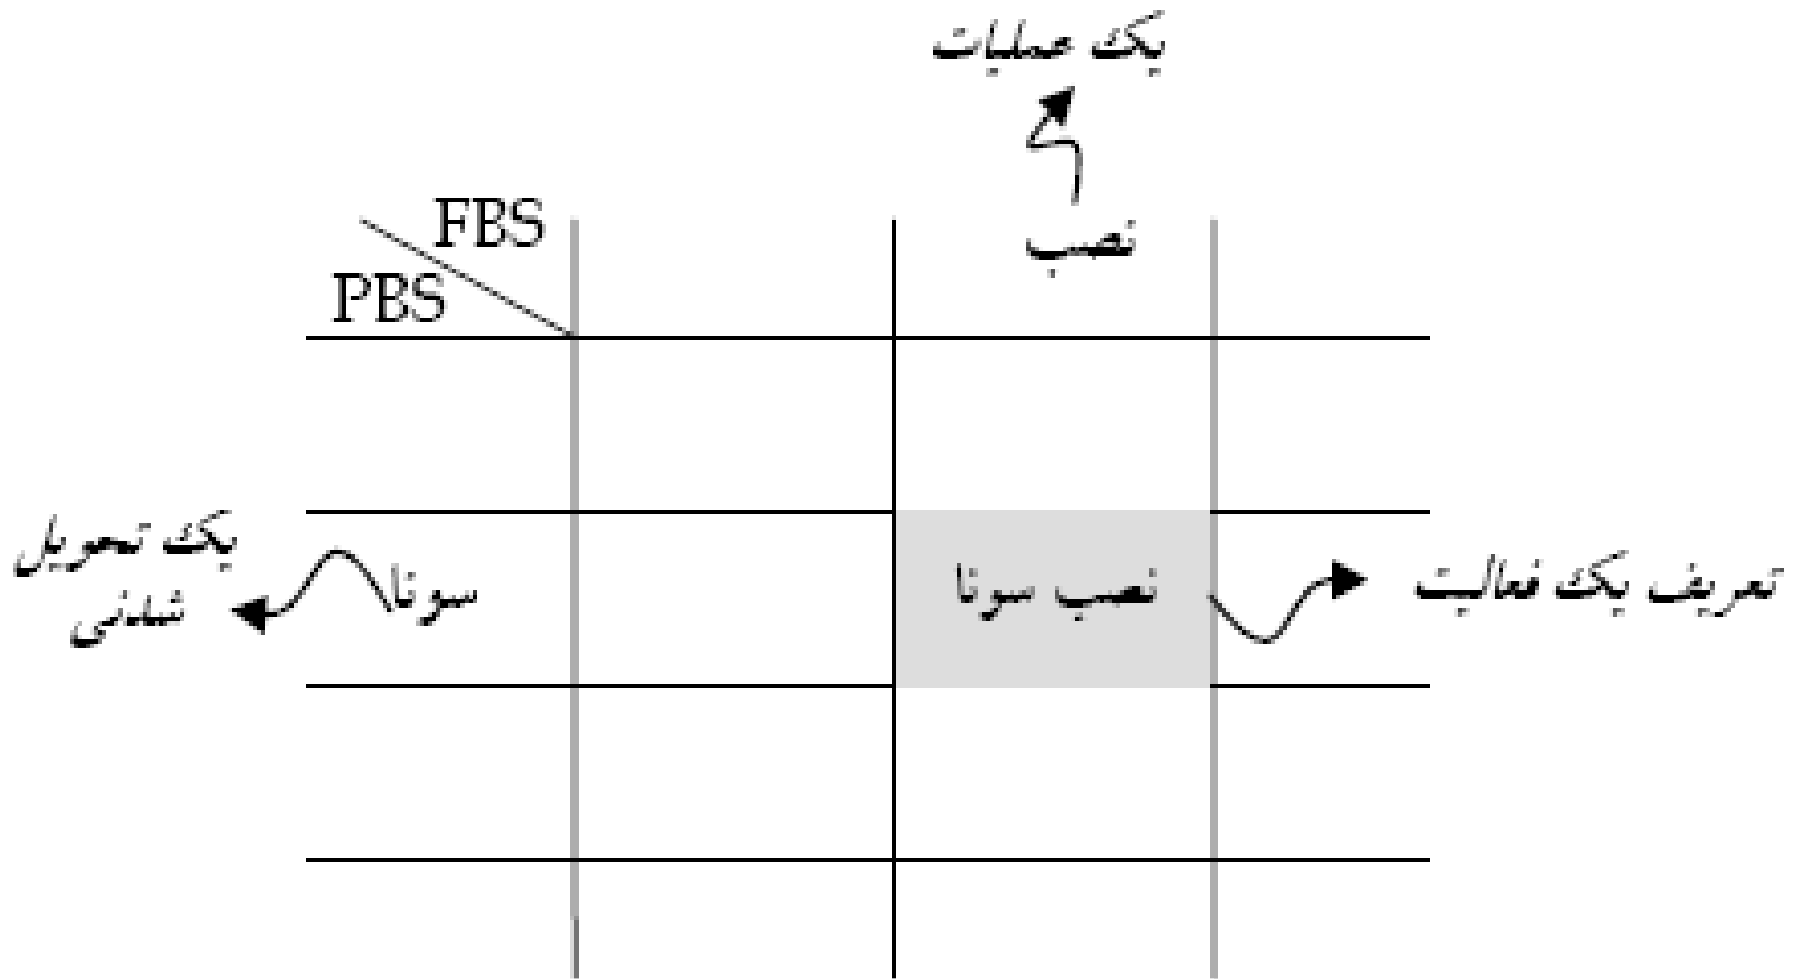 یک عملیات
FBS
نصب
PBS
یک تحویل
شدنی
سونا
نصب سونا
تعریف یک فعالیت